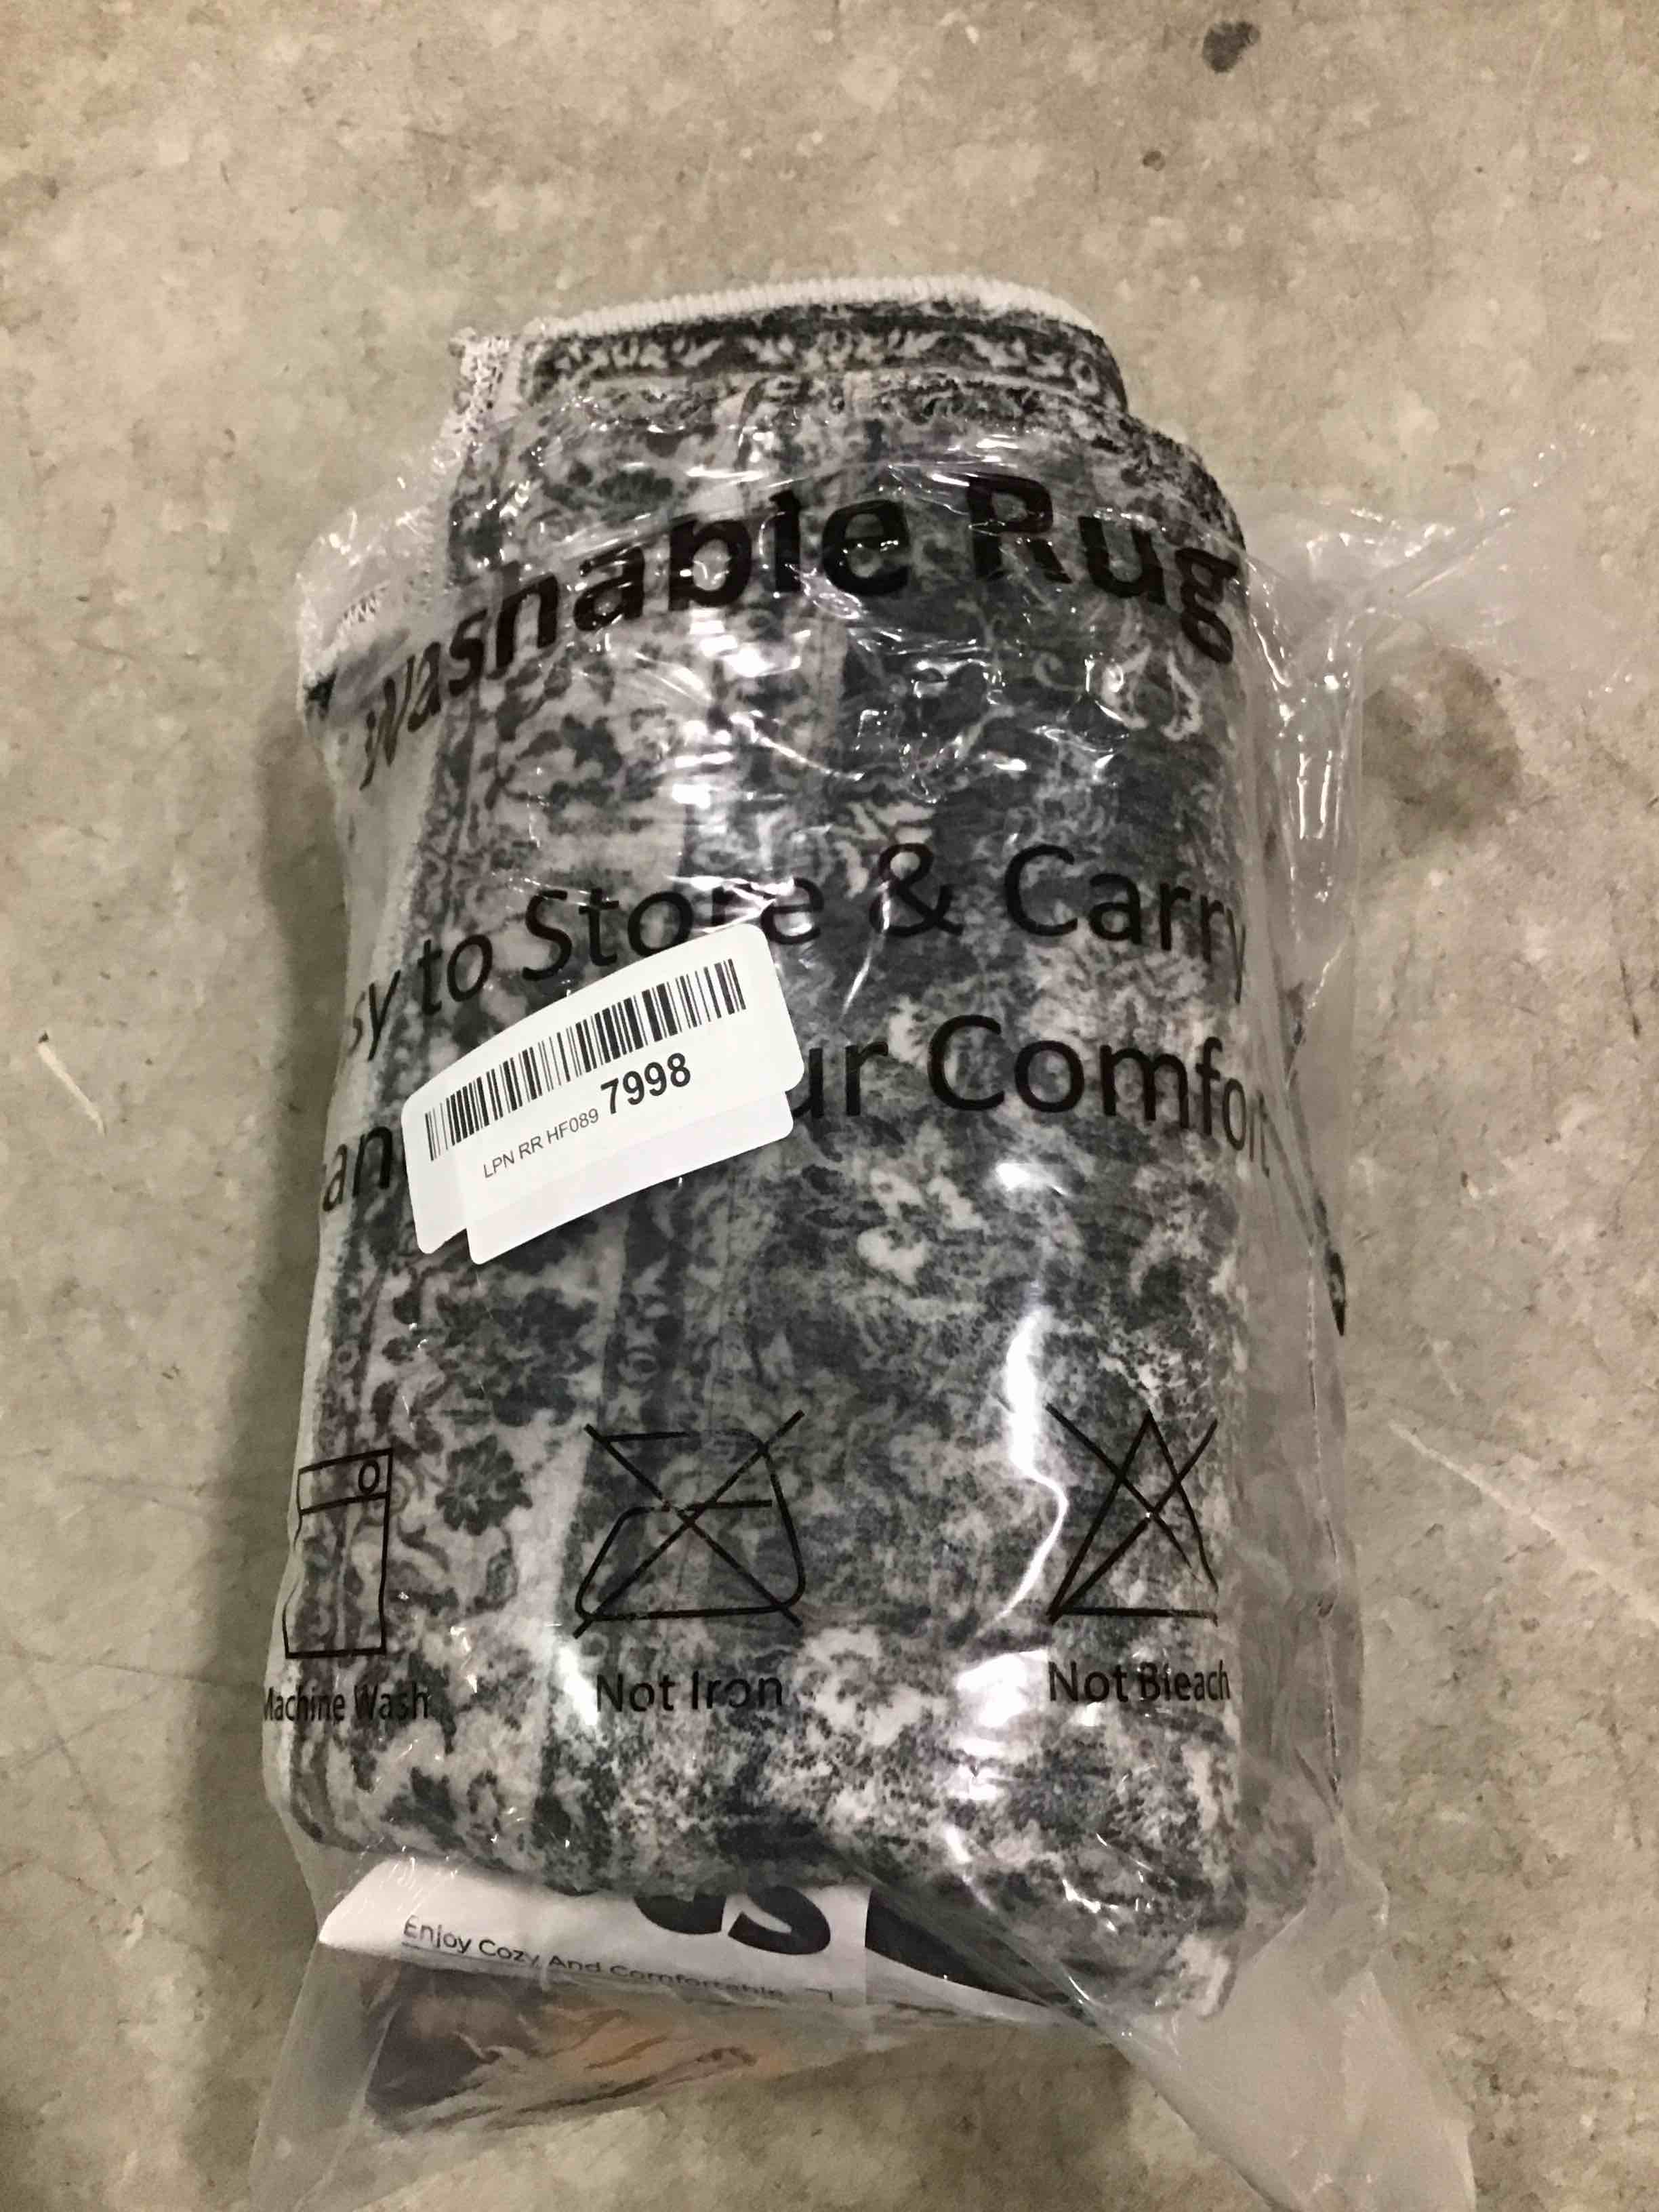 Washable Rug
sy to Store & Carry
an ur Comfort
LPN RR HF089 7998
Machine Wash
Not Iron
Not Bleach
Enjoy Cozy And Comfortable